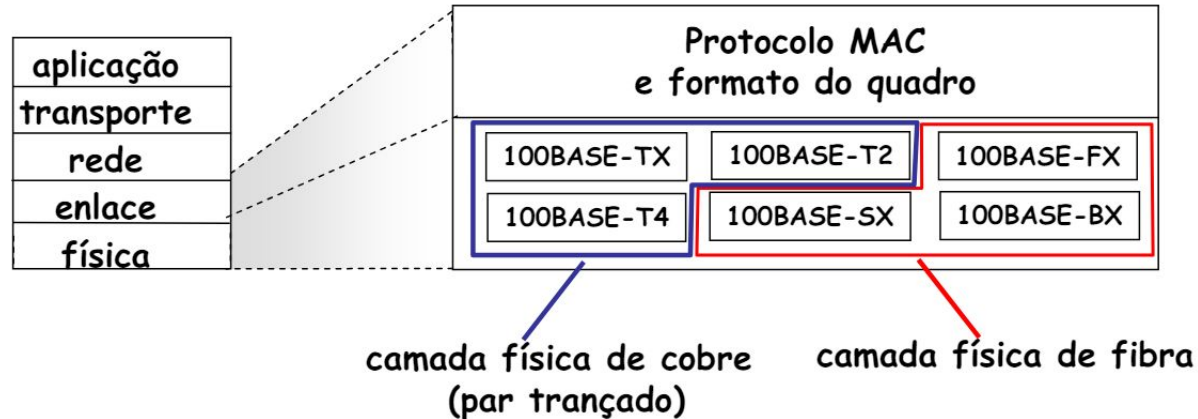 aplicação
transporte
rede
enlace
física
Protocolo MAC
e formato do quadro
100BASE-TX
100BASE-T2
100BASE-FX
100BASE-T4
100BASE-SX
100BASE-BX
camada física de cobre
(par trançado)
camada física de fibra